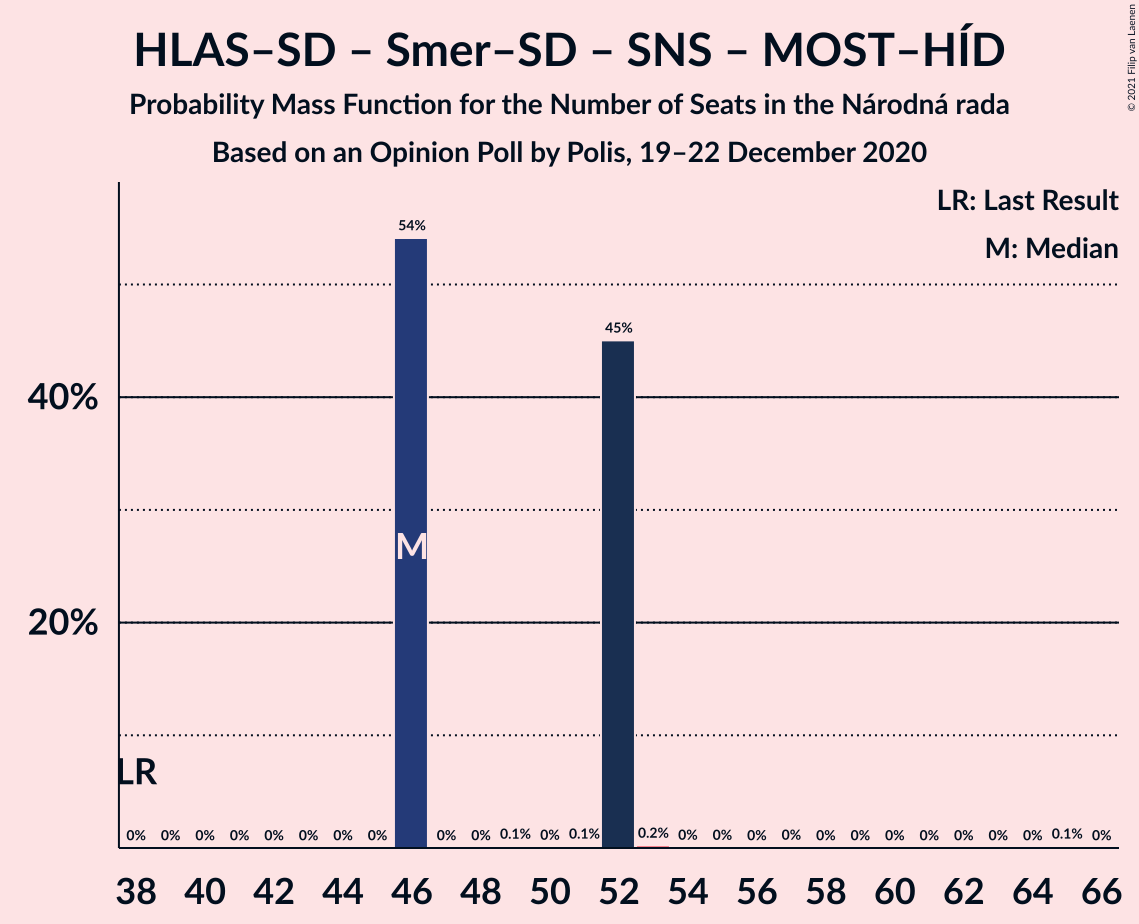 HLAS–SD – Smer–SD – SNS – MOST–HÍD
Probability Mass Function for the Number of Seats in the Národná rada
Based on an Opinion Poll by Polis, 19–22 December 2020
© 2021 Filip van Laenen
LR: Last Result
M: Median
54%
45%
40%
M
20%
LR
0% 0% 0% 0% 0% 0% 0% 0% 0% 0% 0.1% 0% 0.1% 0.2% 0% 0% 0% 0% 0% 0% 0% 0% 0% 0% 0% 0.1% 0%
38 40 42 44 46 48 50 52 54 56 58 60 62 64 66